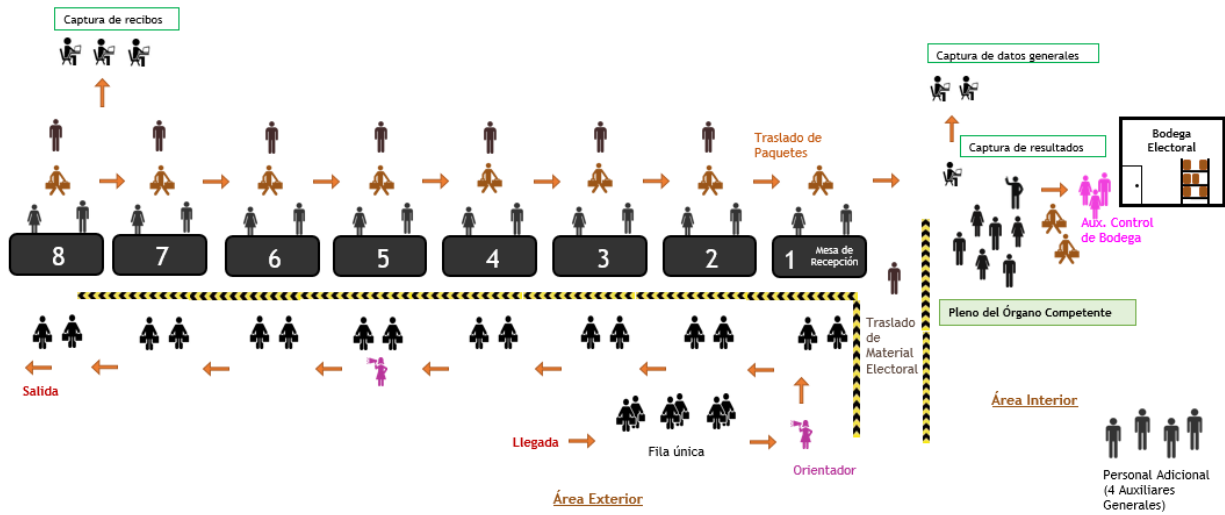 Captura de recibos
Captura de datos generales
Captura de resultados
Bodega
Electoral
Traslado de
Paquetes
Aux. Control
de Bodega
8
7
6
5
4
3
2
1
Mesa de
Recepción
Pleno del Órgano Competente
Traslado
de
Material
Electoral
Salida
Llegada
Fila única
Orientador
Área Interior
Área Exterior
Personal Adicional
(4 Auxiliares
Generales)